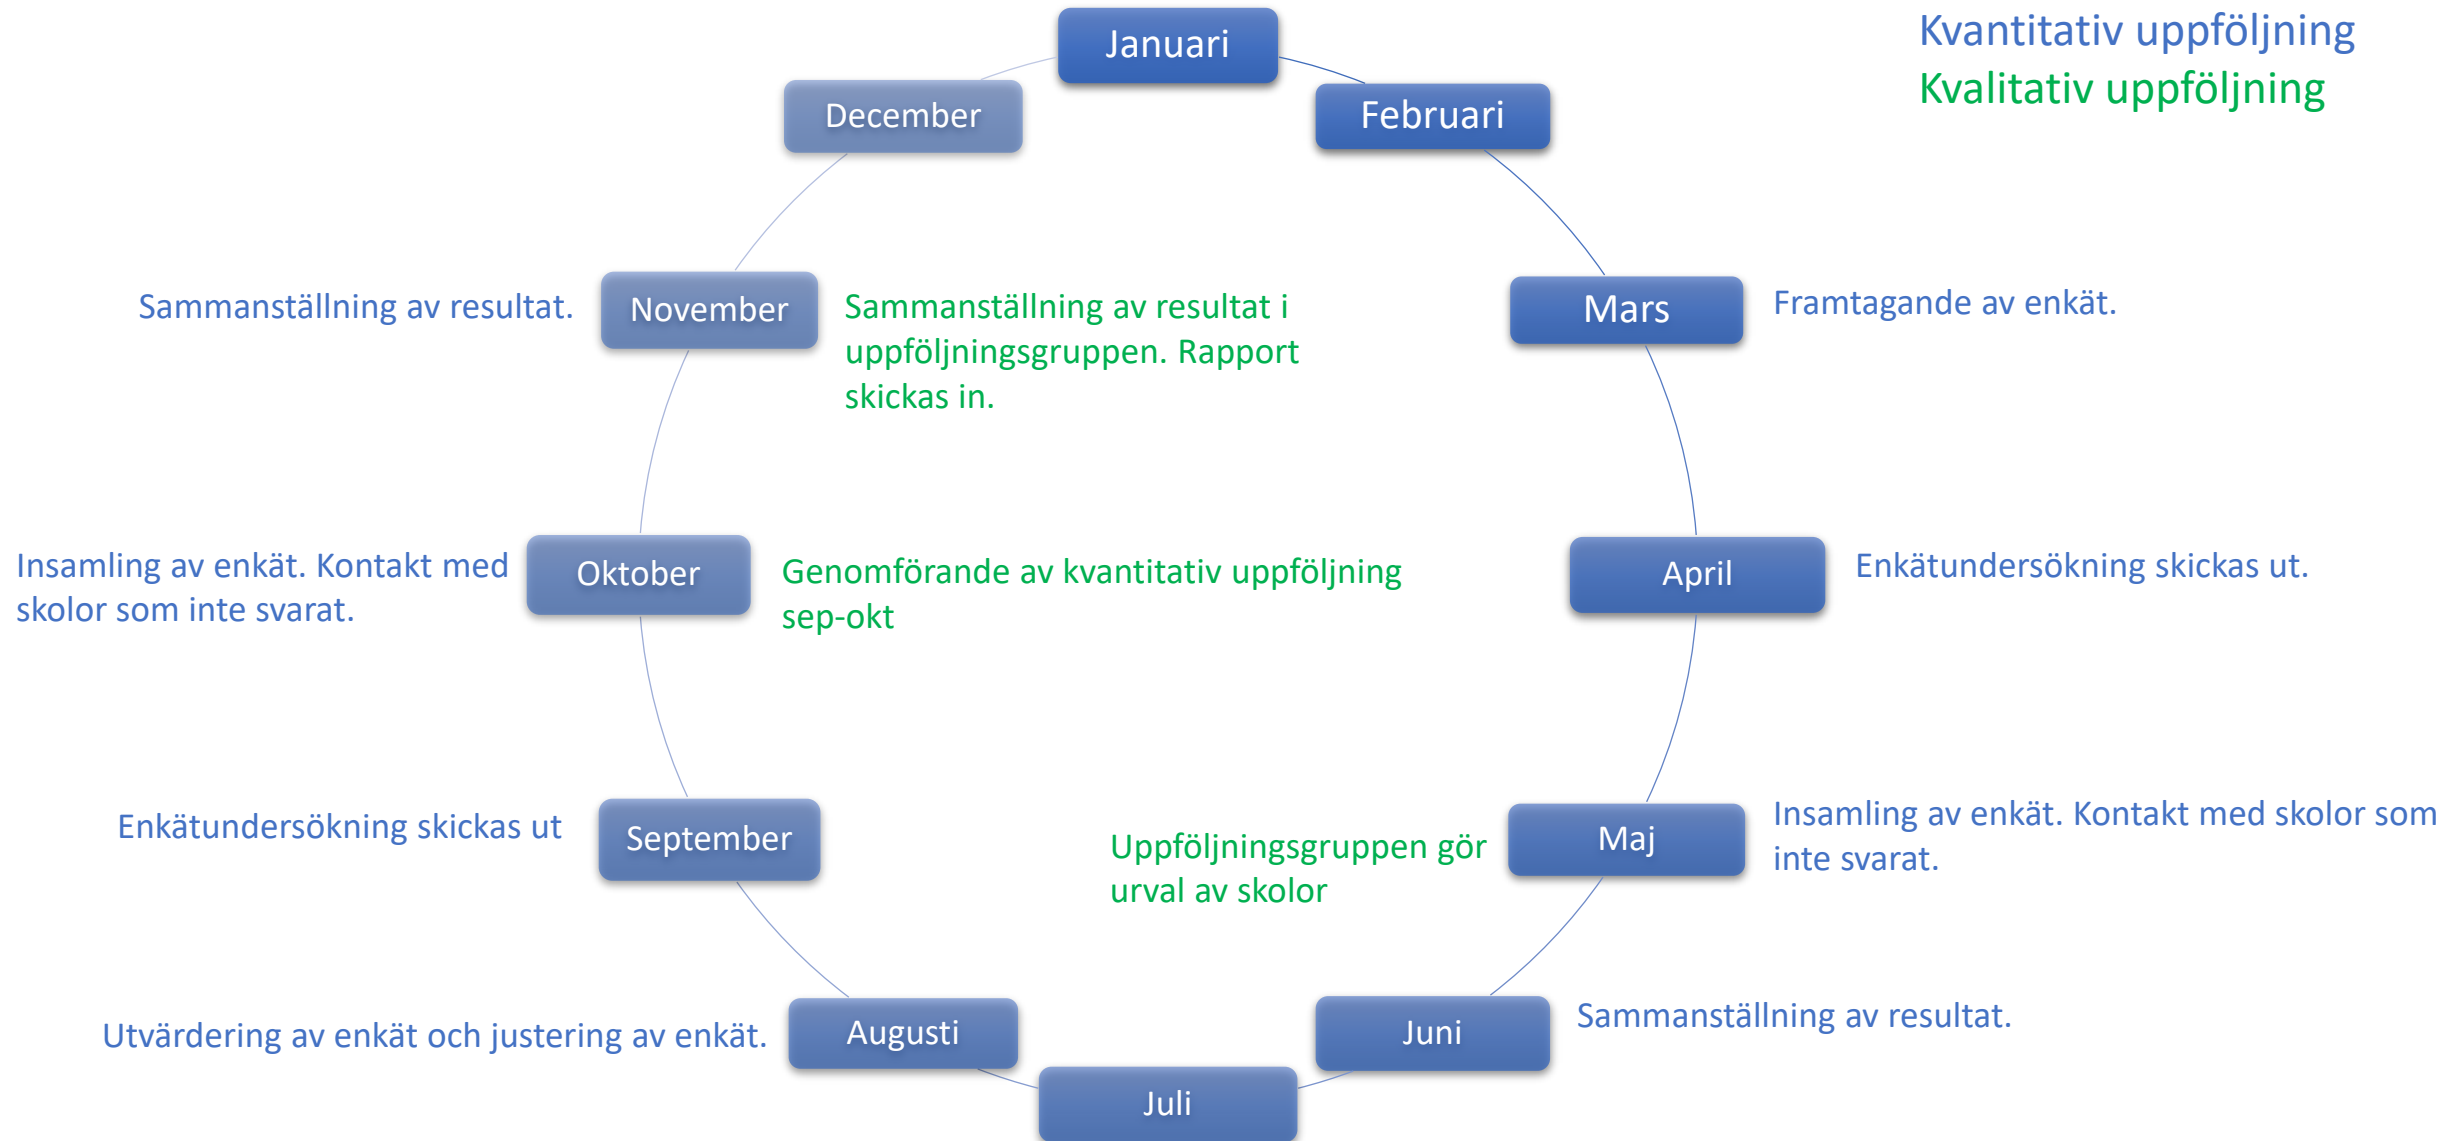 Kvantitativ uppföljning
Kvalitativ uppföljning
Januari
Februari
Mars
Framtagande av enkät.
April
Enkätundersökning skickas ut.
Maj
Insamling av enkät. Kontakt med skolor som
inte svarat.
Uppföljningsgruppen gör
urval av skolor
Juni
Sammanställning av resultat.
Juli
Augusti
Utvärdering av enkät och justering av enkät.
September
Enkätundersökning skickas ut
Oktober
Insamling av enkät. Kontakt med
skolor som inte svarat.
Genomförande av kvantitativ uppföljning
sep-okt
November
Sammanställning av resultat.
Sammanställning av resultat i
uppföljningsgruppen. Rapport
skickas in.
December